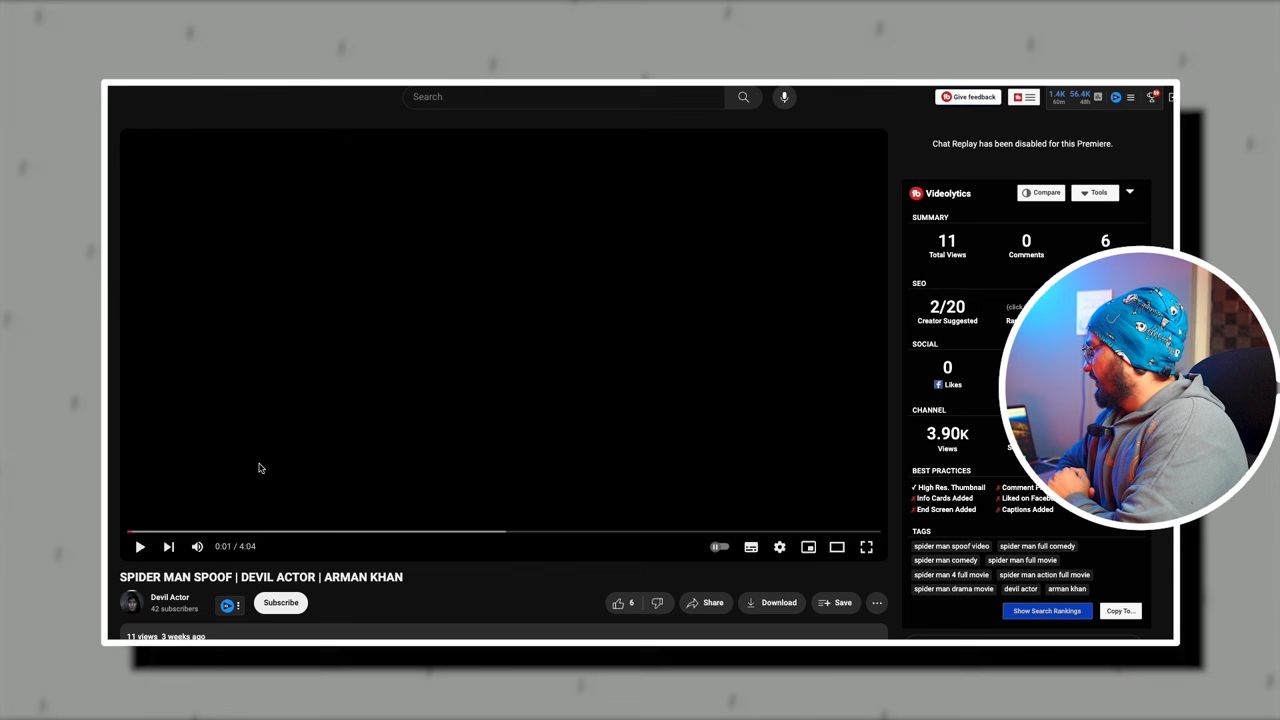 Search
Give feedback
1.4K 56.4K
60m 48h
Chat Replay has been disabled for this Premiere.
Videolytics
Compare
Tools
SUMMARY
11 0 6
Total Views Comments
SEO
2/20 (click
Creator Suggested
SOCIAL
0
Likes
CHANNEL
3.90K
Views
BEST PRACTICES
✓ High Res. Thumbnail ✗ Comment
✗ Info Cards Added ✗ Liked on
✗ End Screen Added ✗ Captions Added
TAGS
spider man spoof video spider man full comedy
spider man comedy spider man full movie
spider man 4 full movie spider man action full movie
spider man drama movie devil actor arman khan
Show Search Rankings Copy To...
0:01 / 4:04
SPIDER MAN SPOOF | DEVIL ACTOR | ARMAN KHAN
Devil Actor
42 subscribers
Subscribe
6
Share
Download
Save
11 views 3 weeks ago